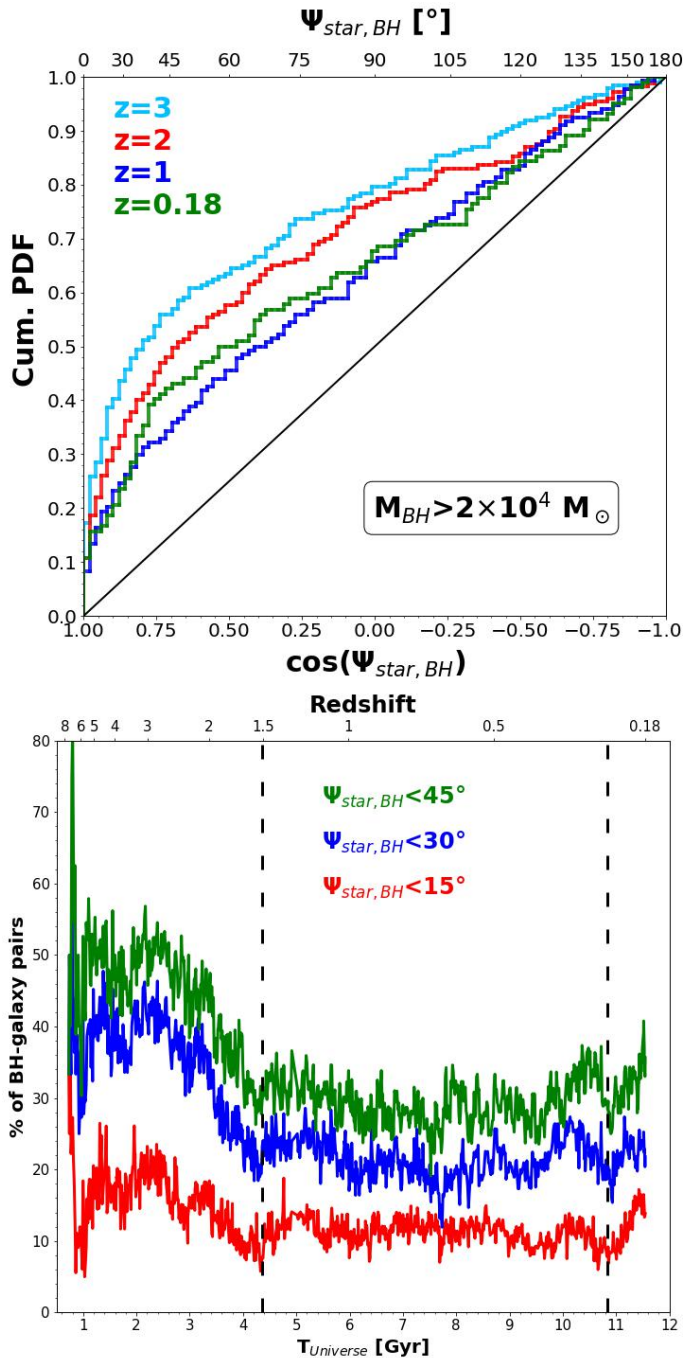 Ψstar,BH [°]
0 30 45 60 75 90 105 120 135 150 180
1.0
0.9
0.8
0.7
0.6
0.5
0.4
0.3
0.2
0.1
0.0
Cum. PDF
z=3
z=2
z=1
z=0.18
MBH>2×10⁴ M⊙
1.00 0.75 0.50 0.25 0.00 −0.25 −0.50 −0.75 −1.0
cos(Ψstar,BH)
Redshift
8 6 5 4 3 2 1.5 1 0.5 0.18
80
70
60
50
40
30
20
10
0
% of BH-galaxy pairs
Ψstar,BH<45°
Ψstar,BH<30°
Ψstar,BH<15°
1 2 3 4 5 6 7 8 9 10 11 12
TUniverse [Gyr]